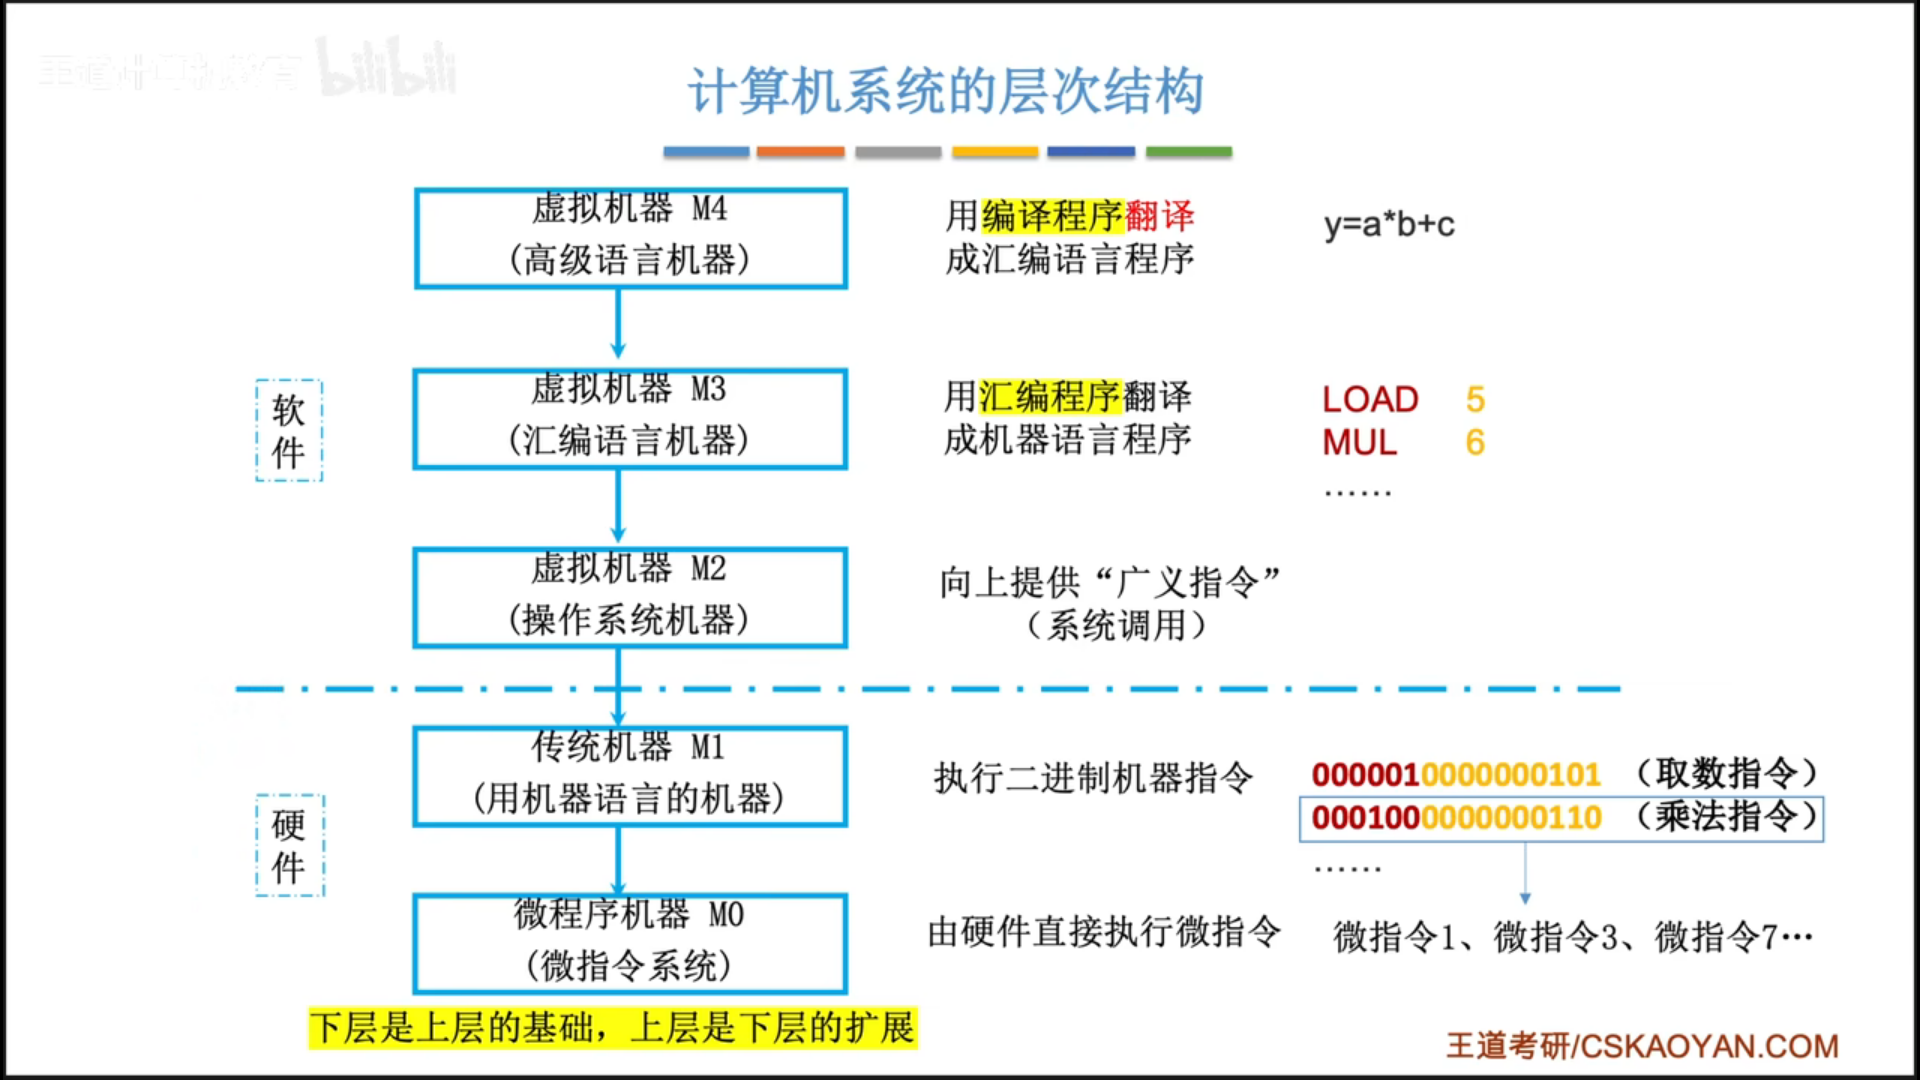 王道计算机教育 bilibili
计算机系统的层次结构
虚拟机器 M4
(高级语言机器)
用编译程序翻译
成汇编语言程序
y=a*b+c
软
件
虚拟机器 M3
(汇编语言机器)
用汇编程序翻译
成机器语言程序
LOAD 5
MUL 6
……
虚拟机器 M2
(操作系统机器)
向上提供“广义指令”
（系统调用）
硬
件
传统机器 M1
(用机器语言的机器)
执行二进制机器指令
0000010000000101 （取数指令）
0001000000000110 （乘法指令）
……
微程序机器 M0
(微指令系统)
由硬件直接执行微指令
微指令1、微指令3、微指令7…
下层是上层的基础，上层是下层的扩展
王道考研/CSKAOYAN.COM